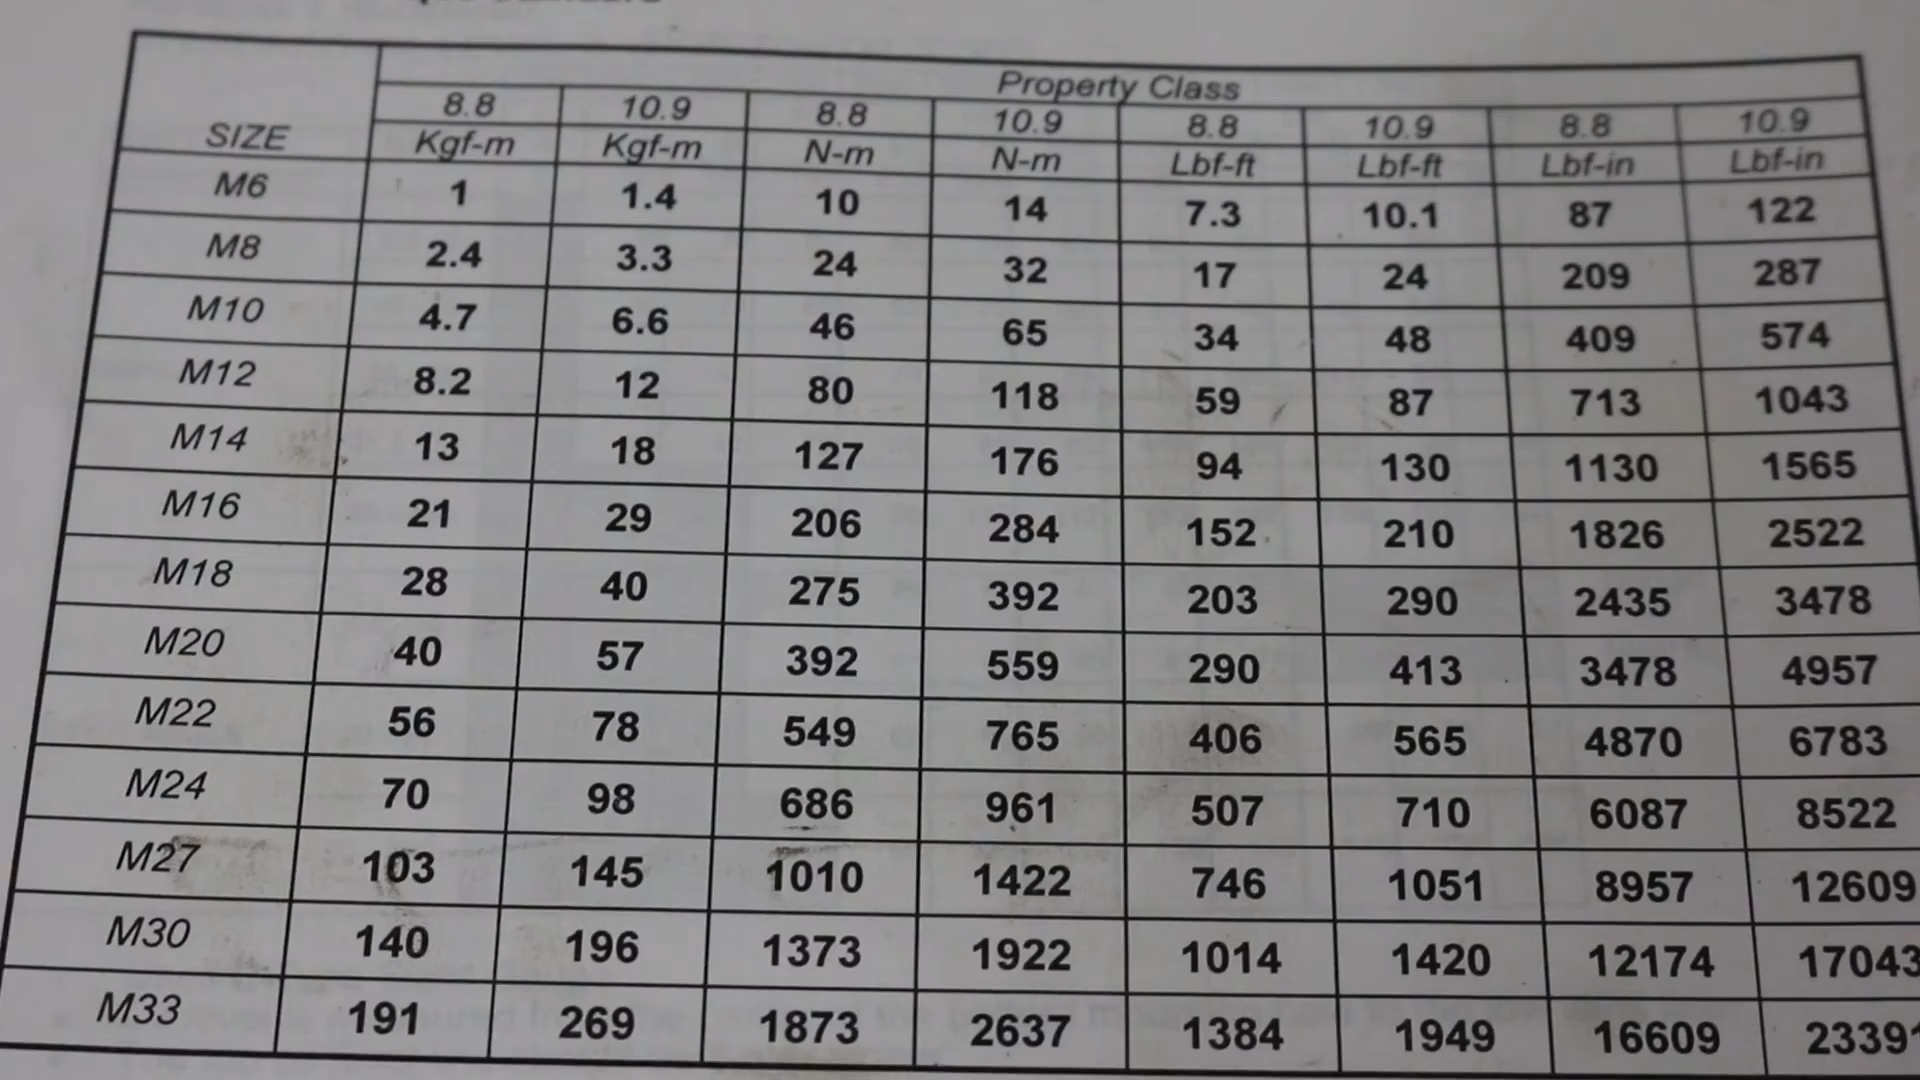 Property Class
SIZE 8.8 10.9 8.8 10.9 8.8 10.9 8.8 10.9
Kgf-m Kgf-m N-m N-m Lbf-ft Lbf-ft Lbf-in Lbf-in
M6 1 1.4 10 14 7.3 10.1 87 122
M8 2.4 3.3 24 32 17 24 209 287
M10 4.7 6.6 46 65 34 48 409 574
M12 8.2 12 80 118 59 87 713 1043
M14 13 18 127 176 94 130 1130 1565
M16 21 29 206 284 152 210 1826 2522
M18 28 40 275 392 203 290 2435 3478
M20 40 57 392 559 290 413 3478 4957
M22 56 78 549 765 406 565 4870 6783
M24 70 98 686 961 507 710 6087 8522
M27 103 145 1010 1422 746 1051 8957 12609
M30 140 196 1373 1922 1014 1420 12174 17043
M33 191 269 1873 2637 1384 1949 16609 23391